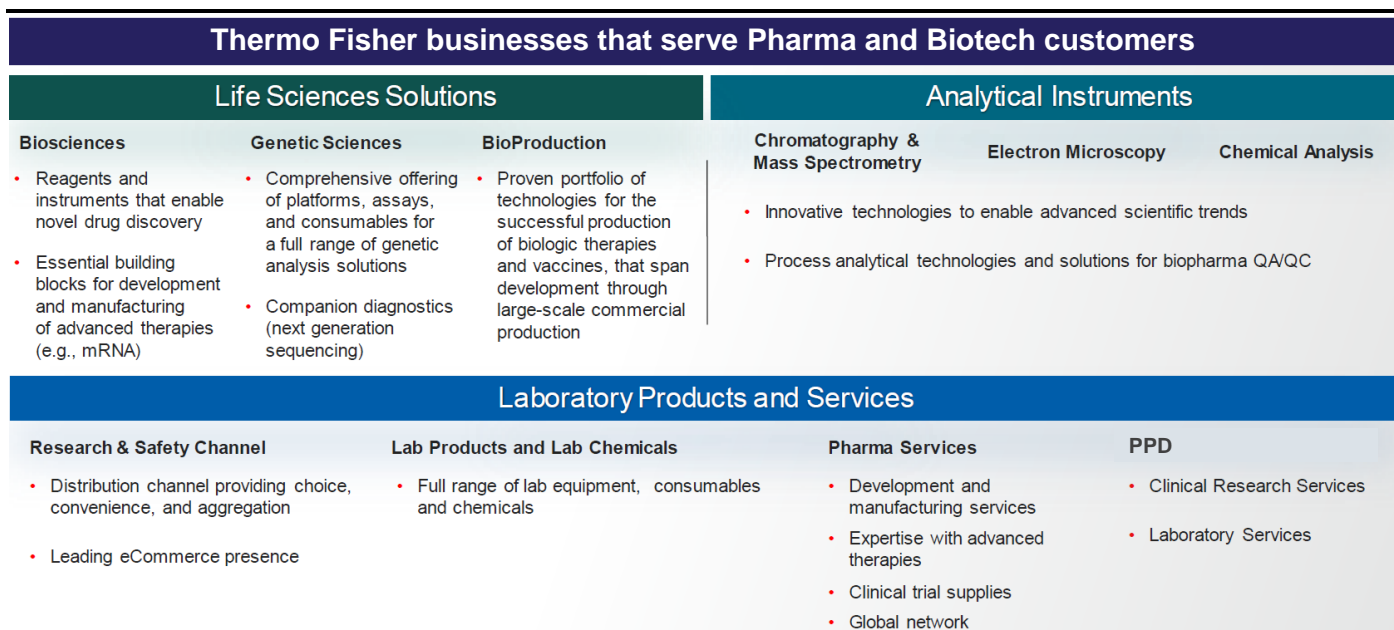 Thermo Fisher businesses that serve Pharma and Biotech customers
Life Sciences Solutions
Biosciences
• Reagents and
instruments that enable
novel drug discovery
• Essential building
blocks for development
and manufacturing
of advanced therapies
(e.g., mRNA)
Genetic Sciences
• Comprehensive offering
of platforms, assays,
and consumables for
a full range of genetic
analysis solutions
• Companion diagnostics
(next generation
sequencing)
BioProduction
• Proven portfolio of
technologies for the
successful production
of biologic therapies
and vaccines, that span
development through
large-scale commercial
production
Analytical Instruments
Chromatography &
Mass Spectrometry
Electron Microscopy
Chemical Analysis
• Innovative technologies to enable advanced scientific trends
• Process analytical technologies and solutions for biopharma QA/QC
Laboratory Products and Services
Research & Safety Channel
• Distribution channel providing choice,
convenience, and aggregation
• Leading eCommerce presence
Lab Products and Lab Chemicals
• Full range of lab equipment, consumables
and chemicals
Pharma Services
• Development and
manufacturing services
• Expertise with advanced
therapies
• Clinical trial supplies
• Global network
PPD
• Clinical Research Services
• Laboratory Services